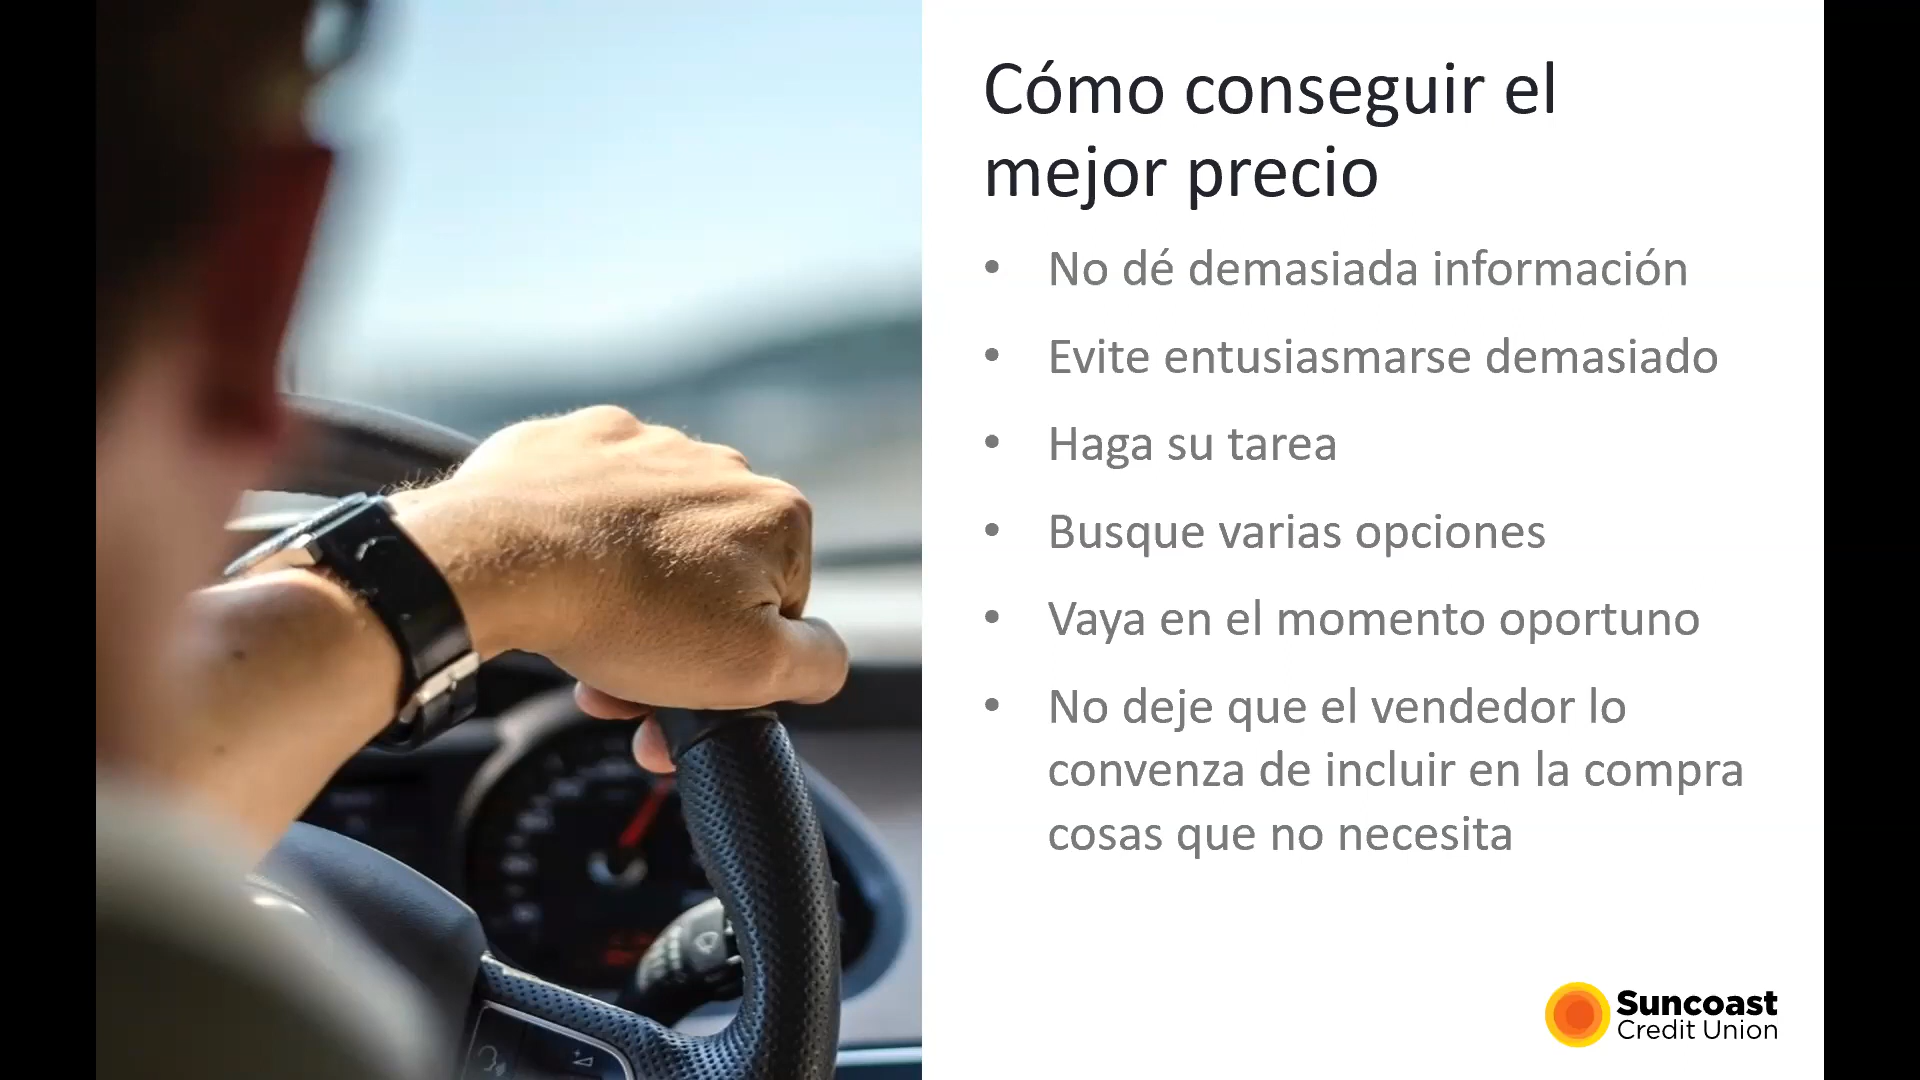 Cómo conseguir el
mejor precio
• No dé demasiada información
• Evite entusiasmarse demasiado
• Haga su tarea
• Busque varias opciones
• Vaya en el momento oportuno
• No deje que el vendedor lo
convenza de incluir en la compra
cosas que no necesita
Suncoast
Credit Union